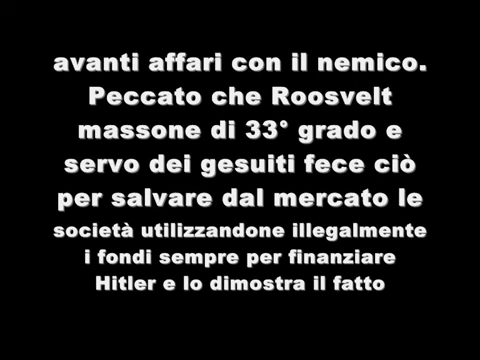 avanti affari con il nemico.
Peccato che Roosvelt
massone di 33° grado e
servo dei gesuiti fece ciò
per salvare dal mercato le
società utilizzandone illegalmente
i fondi sempre per finanziare
Hitler e lo dimostra il fatto